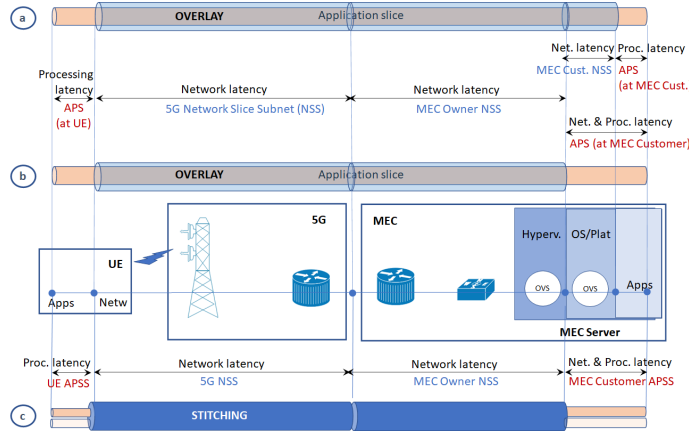 a
OVERLAY
Application slice
Net. latency
Proc. latency
MEC Cust. NSS
APS
(at MEC Cust.
Processing
latency
APS
(at UE)
Network latency
5G Network Slice Subnet (NSS)
Network latency
MEC Owner NSS
Net. & Proc. latency
APS (at MEC Customer)
b
OVERLAY
Application slice
UE
Apps
Netw
5G
MEC
Hyperv.
OS/Plat
OVS
OVS
Apps
MEC Server
Proc. latency
UE APSS
Network latency
5G NSS
Network latency
MEC Owner NSS
Net. & Proc. latency
MEC Customer APSS
c
STITCHING